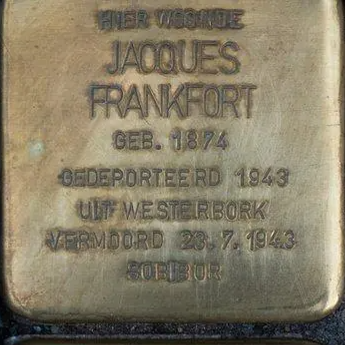 HIER WOONDE
JACQUES
FRANKFORT
GEB. 1874
GEDEPORTEERD 1943
UIT WESTERBORK
VERMOORD 23.7.1943
SOBIBOR